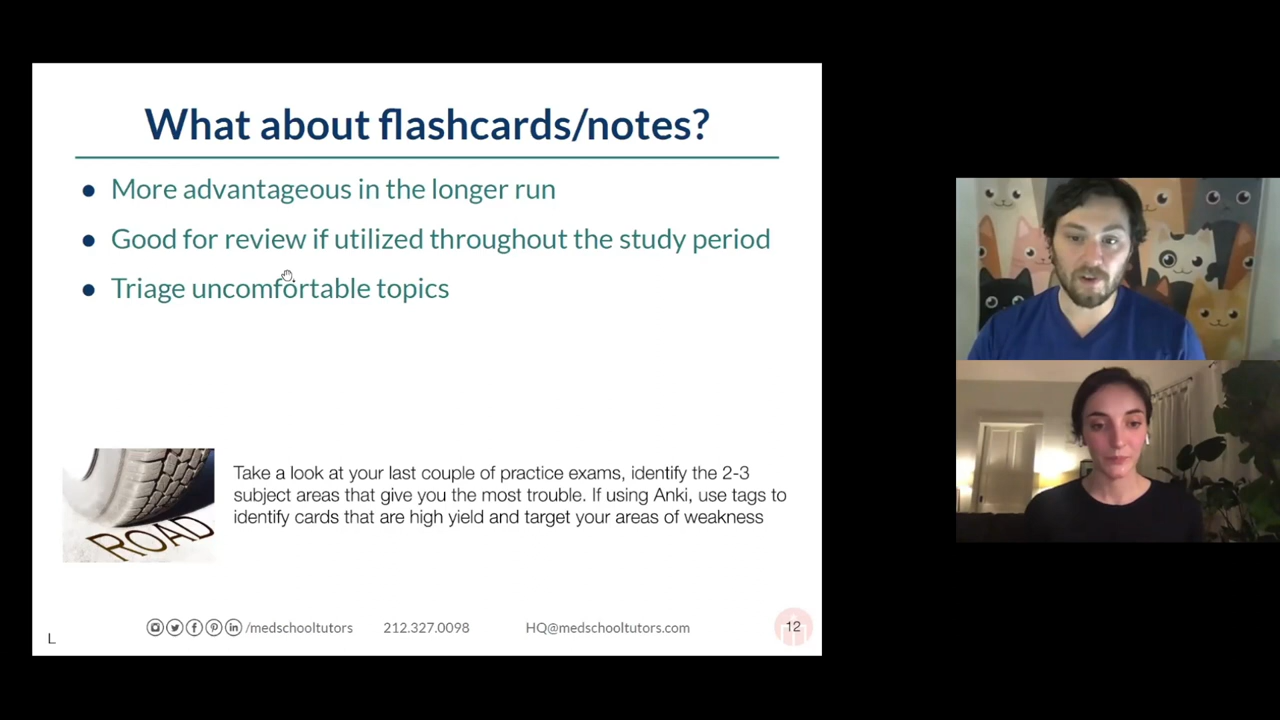 What about flashcards/notes?
● More advantageous in the longer run
● Good for review if utilized throughout the study period
● Triage uncomfortable topics
ROAD
Take a look at your last couple of practice exams, identify the 2-3
subject areas that give you the most trouble. If using Anki, use tags to
identify cards that are high yield and target your areas of weakness
/medschooltutors 212.327.0098 HQ@medschooltutors.com 12
L